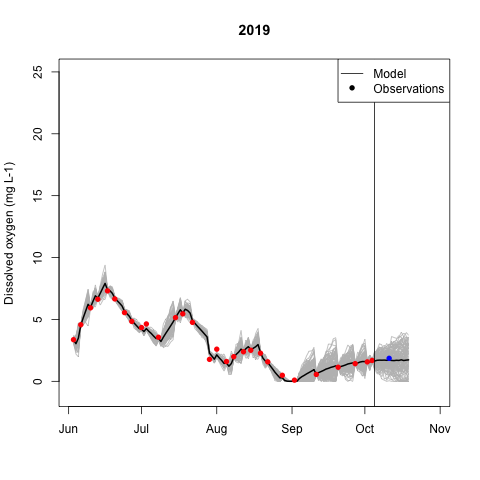 2019
Model
Observations
Dissolved oxygen (mg L-1)
25
20
15
10
5
0
Jun Jul Aug Sep Oct Nov